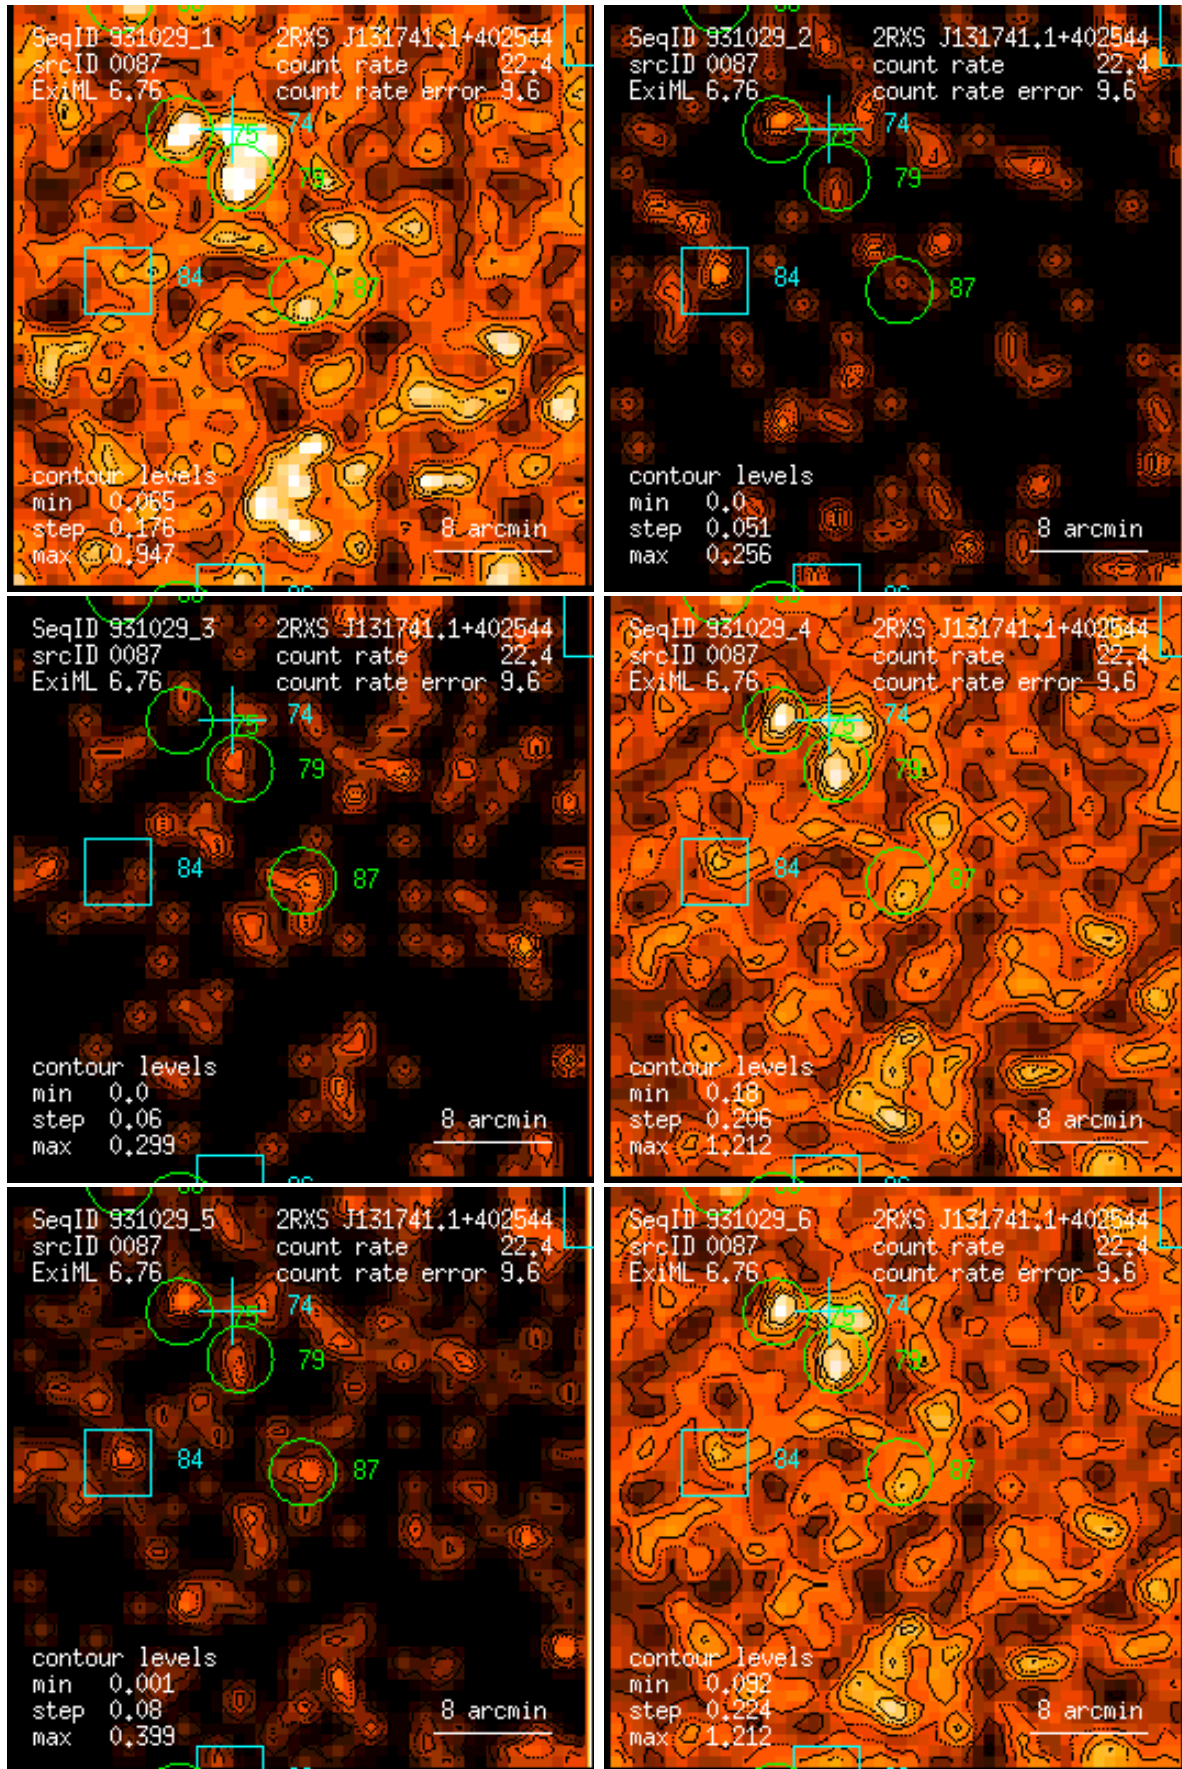 SeqID 931029_1 2RXS J131741.1+402544
srcID 0087 count rate 22.4
ExiML 6.76 count rate error 9.6
74
75
79
84
87
contour levels
min 0.065
step 0.176
max 0.947
8 arcmin
SeqID 931029_2 2RXS J131741.1+402544
srcID 0087 count rate 22.4
ExiML 6.76 count rate error 9.6
74
75
79
84
87
contour levels
min 0.0
step 0.051
max 0.256
8 arcmin
SeqID 931029_3 2RXS J131741.1+402544
srcID 0087 count rate 22.4
ExiML 6.76 count rate error 9.6
74
75
79
84
87
contour levels
min 0.0
step 0.06
max 0.299
8 arcmin
SeqID 931029_4 2RXS J131741.1+402544
srcID 0087 count rate 22.4
ExiML 6.76 count rate error 9.6
74
75
79
84
87
contour levels
min 0.18
step 0.206
max 1.212
8 arcmin
SeqID 931029_5 2RXS J131741.1+402544
srcID 0087 count rate 22.4
ExiML 6.76 count rate error 9.6
74
75
79
84
87
contour levels
min 0.001
step 0.08
max 0.399
8 arcmin
SeqID 931029_6 2RXS J131741.1+402544
srcID 0087 count rate 22.4
ExiML 6.76 count rate error 9.6
74
75
79
84
87
contour levels
min 0.092
step 0.224
max 1.212
8 arcmin